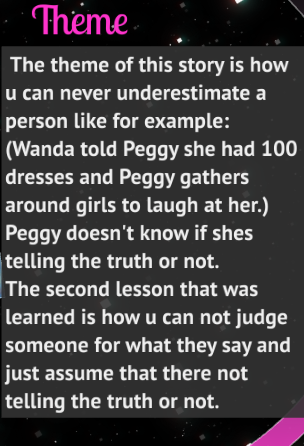 Theme
The theme of this story is how
u can never underestimate a
person like for example:
(Wanda told Peggy she had 100
dresses and Peggy gathers
around girls to laugh at her.)
Peggy doesn't know if shes
telling the truth or not.
The second lesson that was
learned is how u can not judge
someone for what they say and
just assume that there not
telling the truth or not.